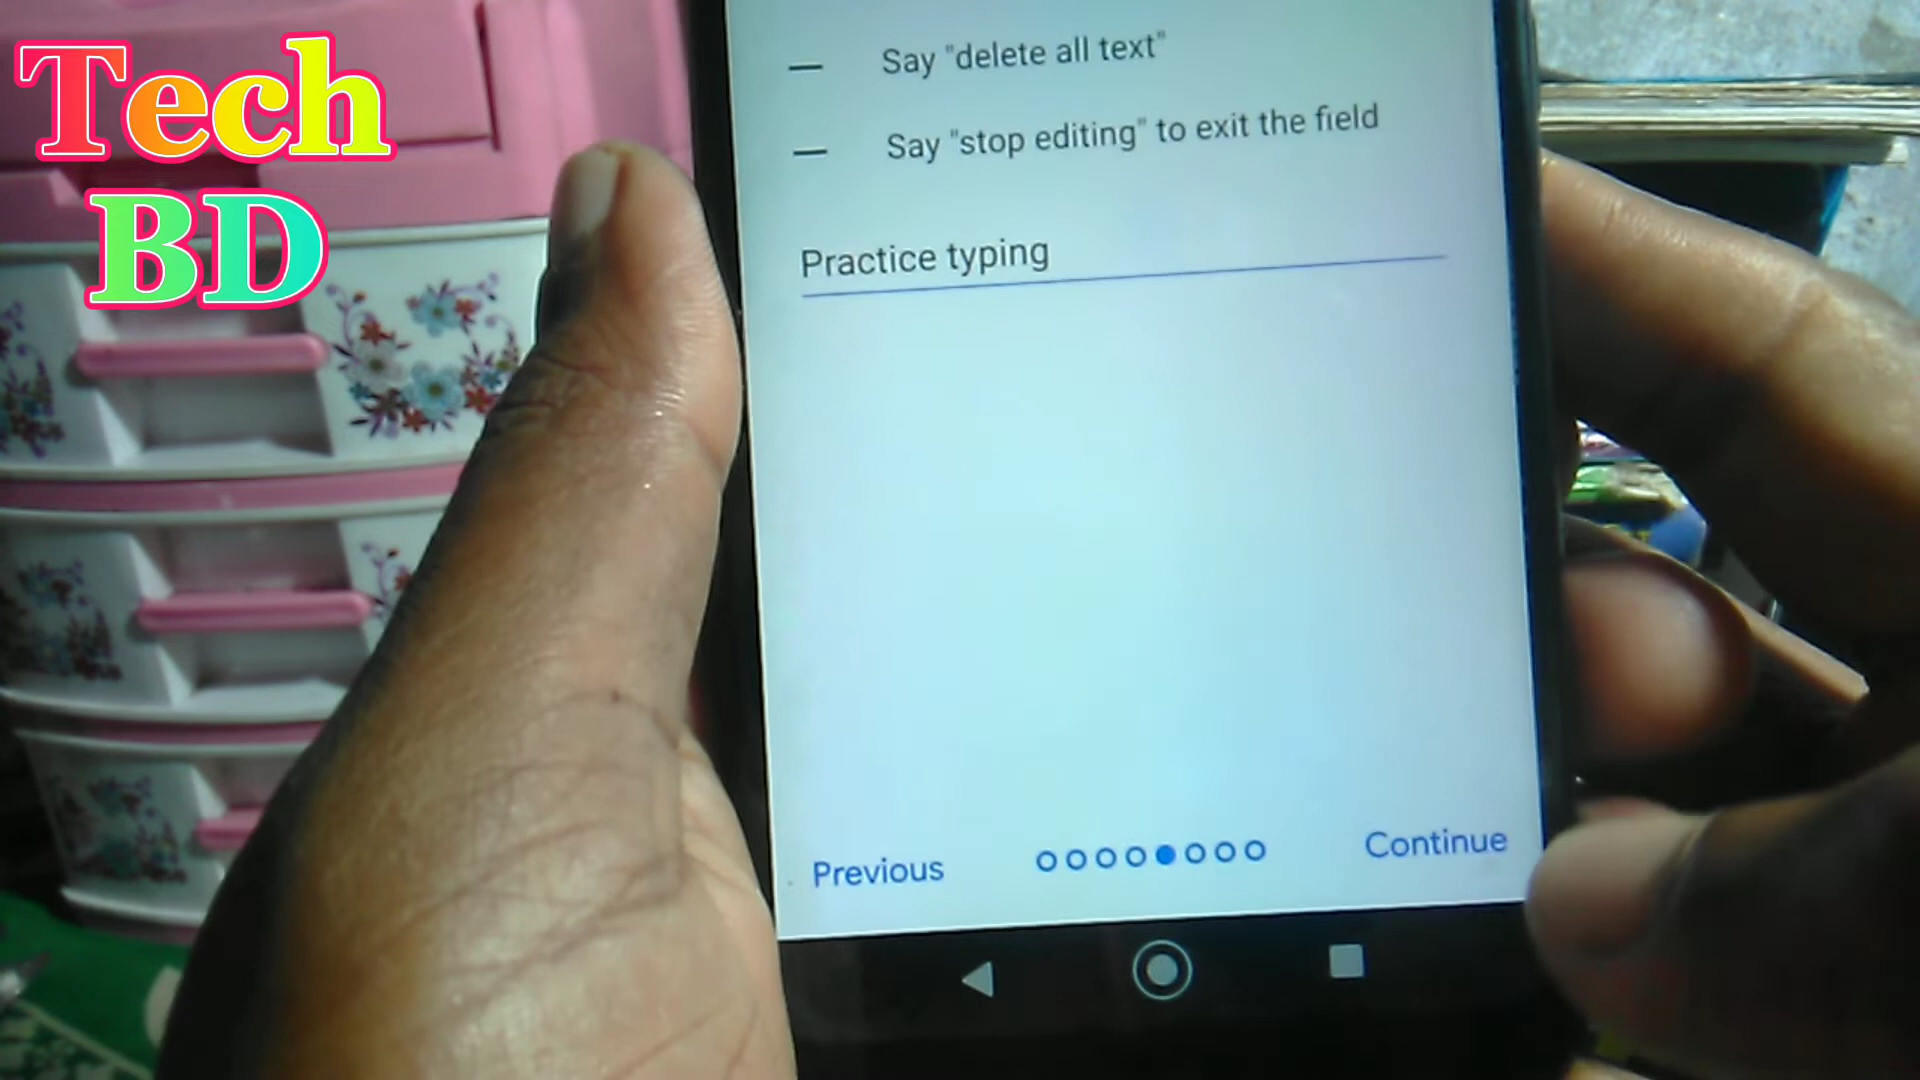 Tech
BD
Say "delete all text"
Say "stop editing" to exit the field
Practice typing
Previous
Continue